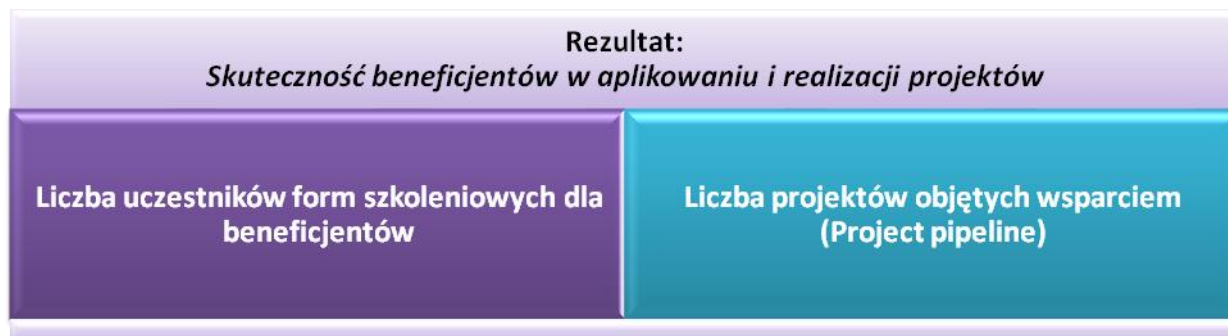 Rezultat:
Skuteczność beneficjentów w aplikowaniu i realizacji projektów
Liczba uczestników form szkoleniowych dla
beneficjentów
Liczba projektów objętych wsparciem
(Project pipeline)